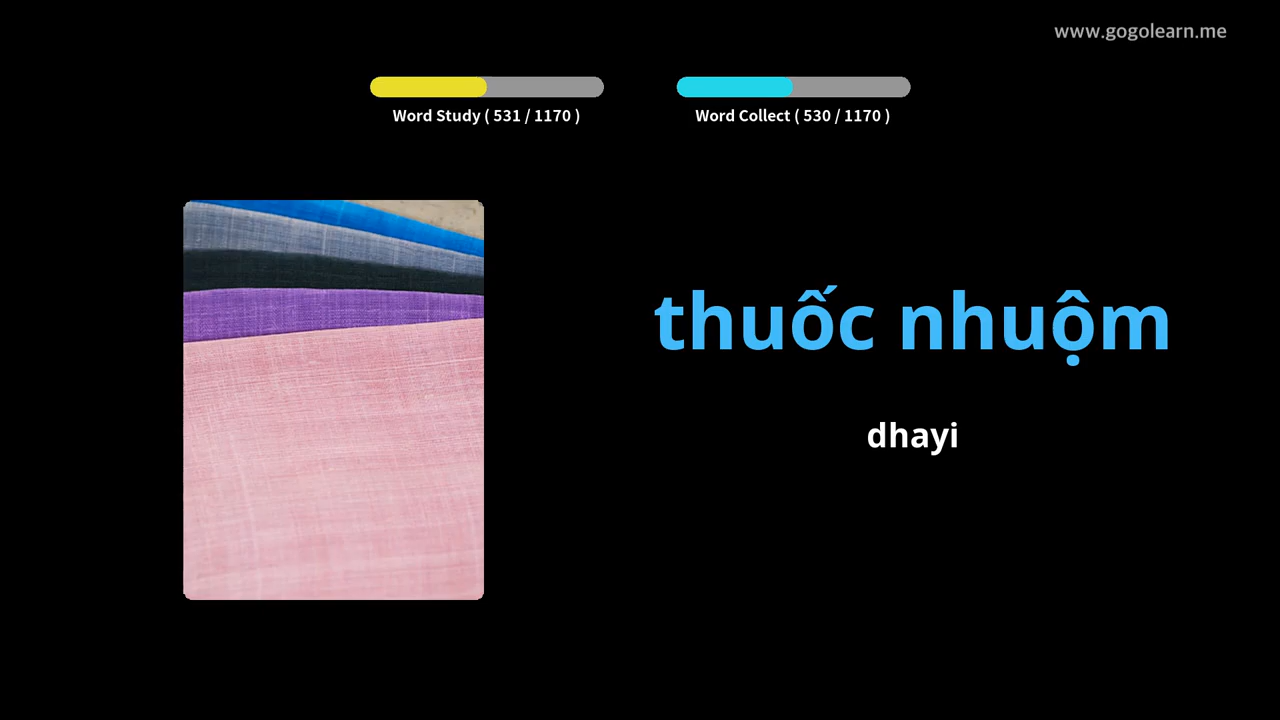 www.gogolearn.me
Word Study ( 531 / 1170 )
Word Collect ( 530 / 1170 )
thuốc nhuộm
dhayi